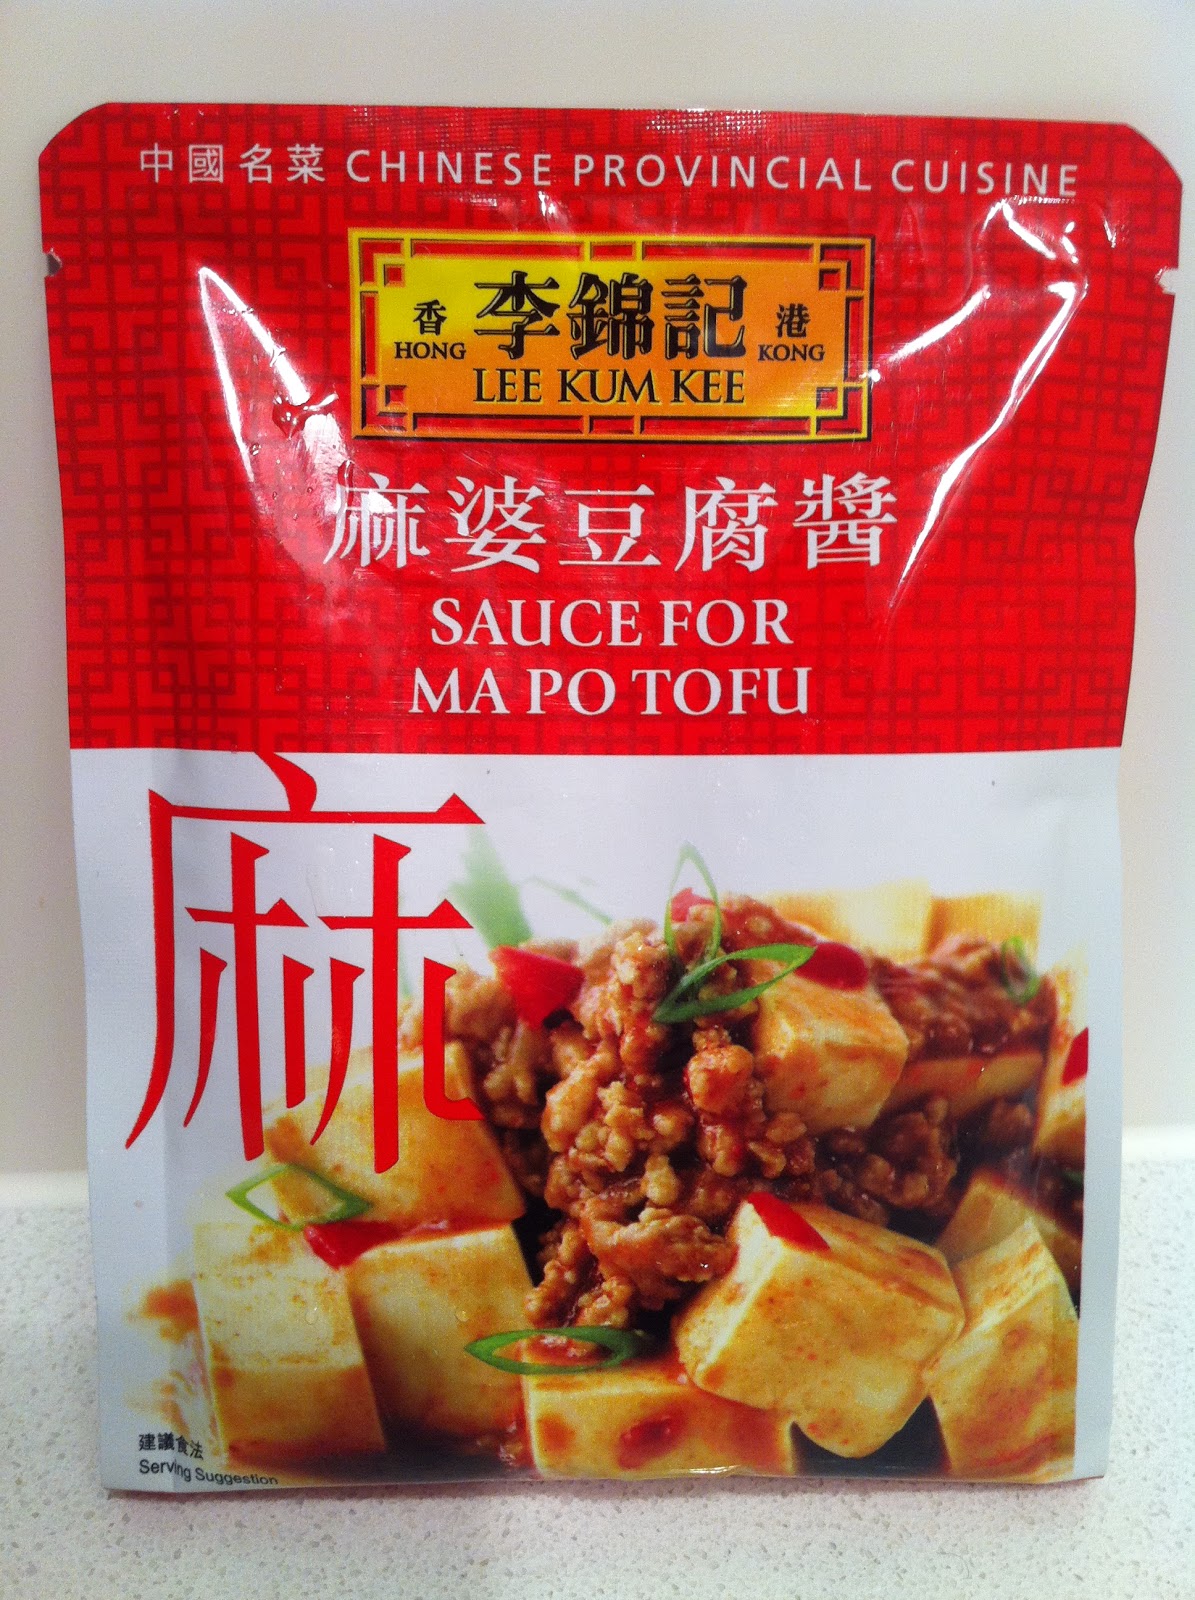 中國名菜 CHINESE PROVINCIAL CUISINE
香 李錦記 港
HONG LEE KUM KEE KONG
麻婆豆腐醬
SAUCE FOR
MA PO TOFU
麻
建議食法
Serving Suggestion